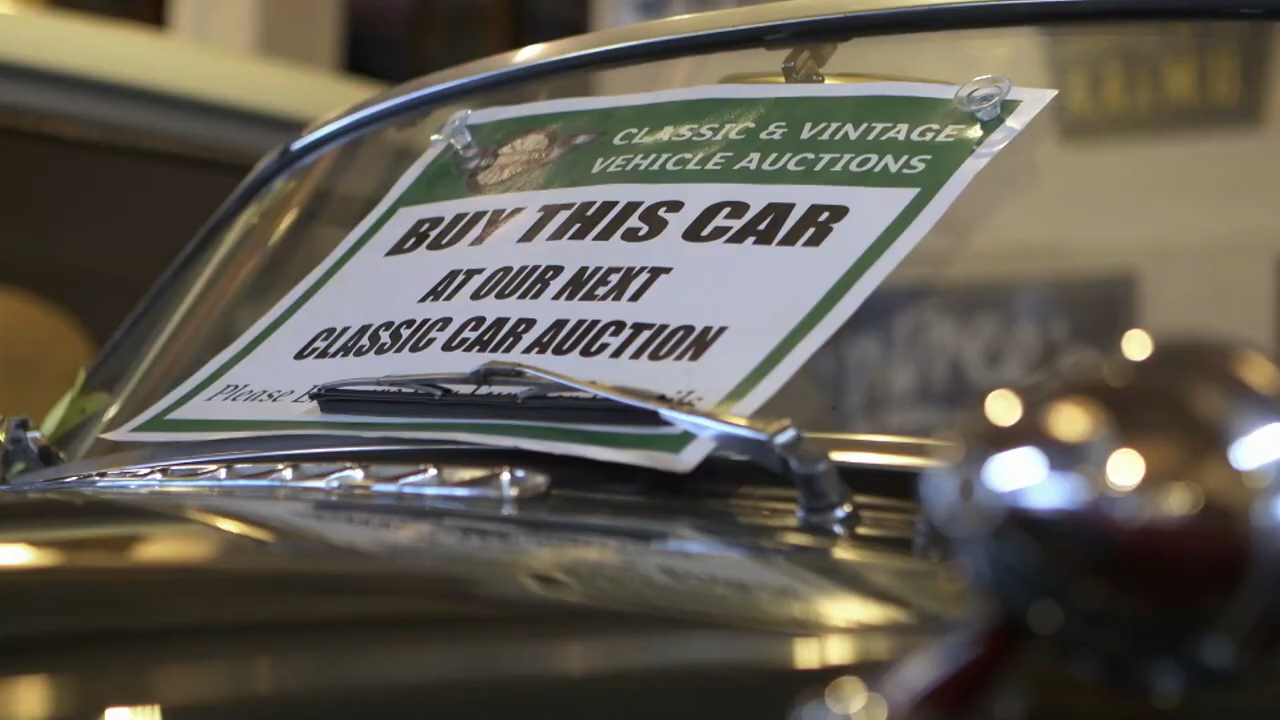 CLASSIC & VINTAGE
VEHICLE AUCTIONS
BUY THIS CAR
AT OUR NEXT
CLASSIC CAR AUCTION
Please